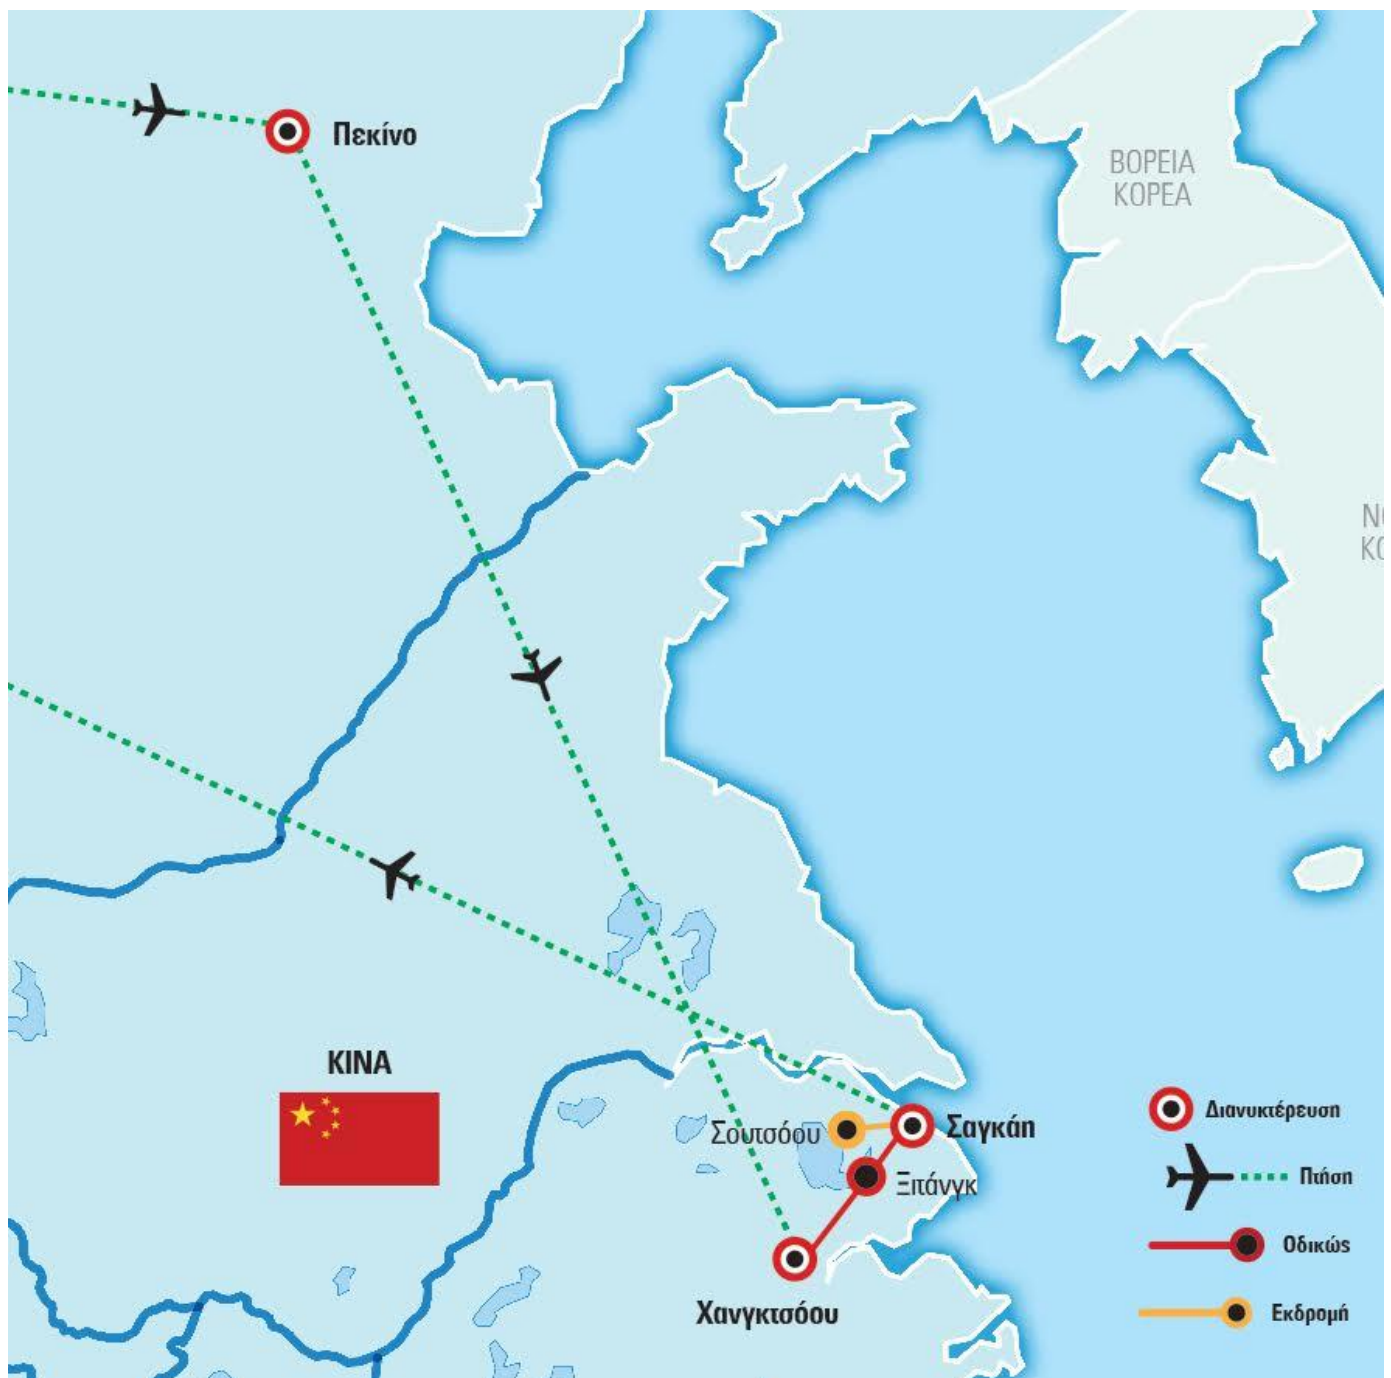 Πεκίνο
ΒΟΡΕΙΑ
ΚΟΡΕΑ
ΚΙΝΑ
Σουτσόου
Σαγκάη
Ξιτάνγκ
Χανγκτσόου
Διανυκτέρευση
Πτήση
Οδικώς
Εκδρομή